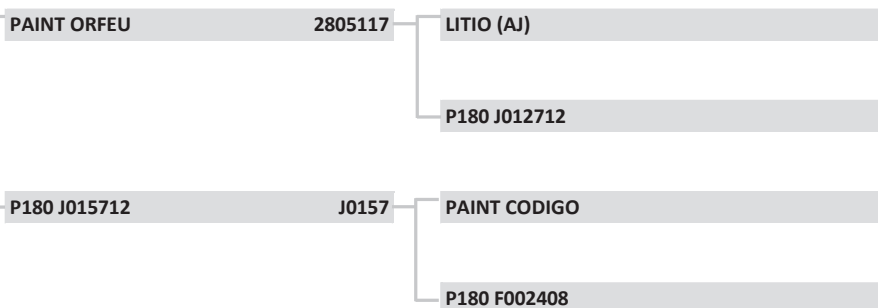 PAINT ORFEU 2805117
LITIO (AJ)
P180 J012712
P180 J015712 J0157
PAINT CODIGO
P180 F002408